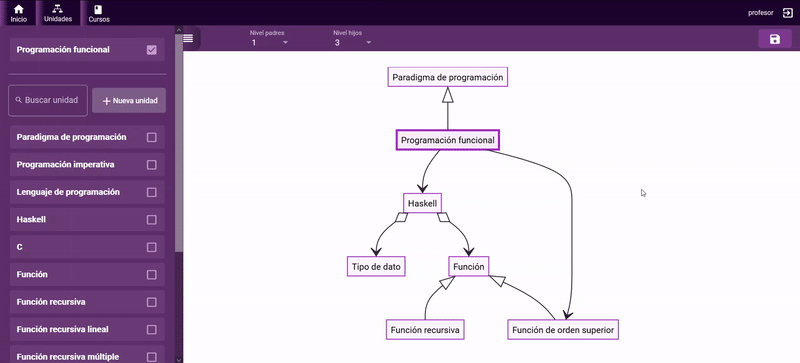 Inicio
Unidades
Cursos
profesor
Programación funcional
Nivel padres
1
Nivel hijos
3
Buscar unidad
+ Nueva unidad
Paradigma de programación
Programación imperativa
Lenguaje de programación
Haskell
C
Función
Función recursiva
Función recursiva lineal
Función recursiva múltiple
Paradigma de programación
Programación funcional
Haskell
Tipo de dato
Función
Función recursiva
Función de orden superior